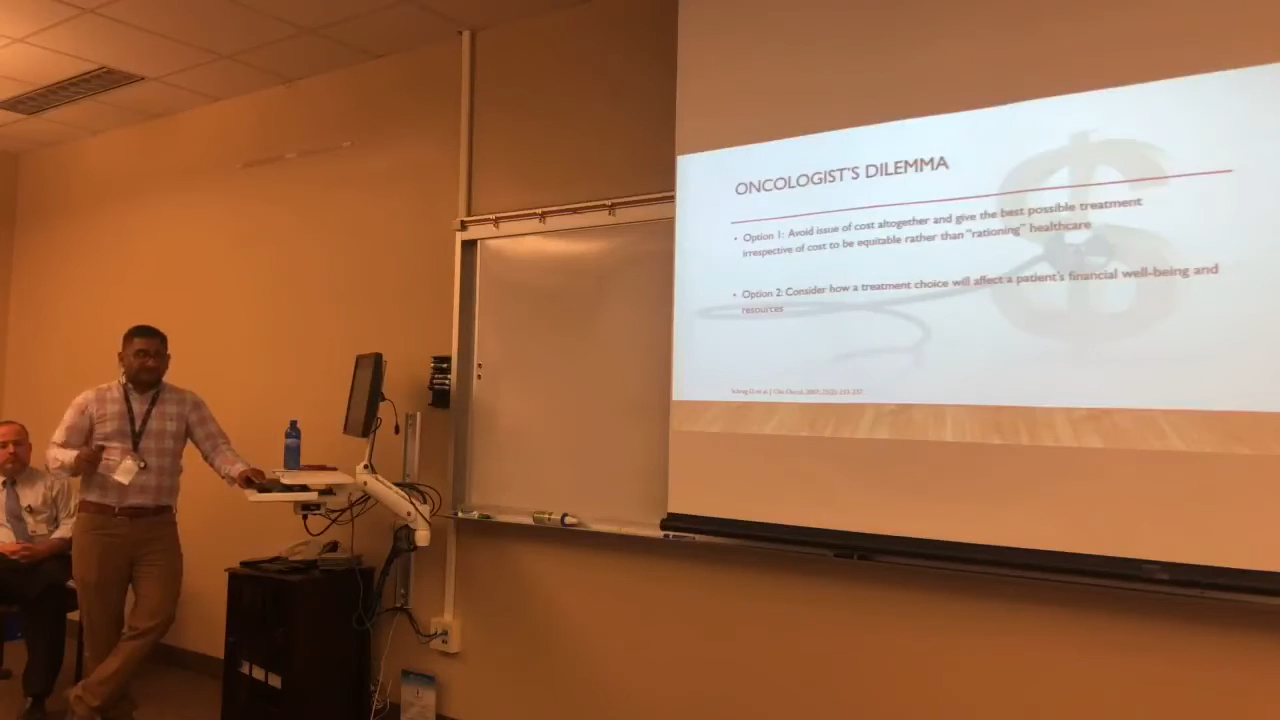 ONCOLOGIST'S DILEMMA
• Option 1: Avoid issue of cost altogether and give the best possible treatment
irrespective of cost to be equitable rather than "rationing" healthcare
• Option 2: Consider how a treatment choice will affect a patient's financial well-being and
resources